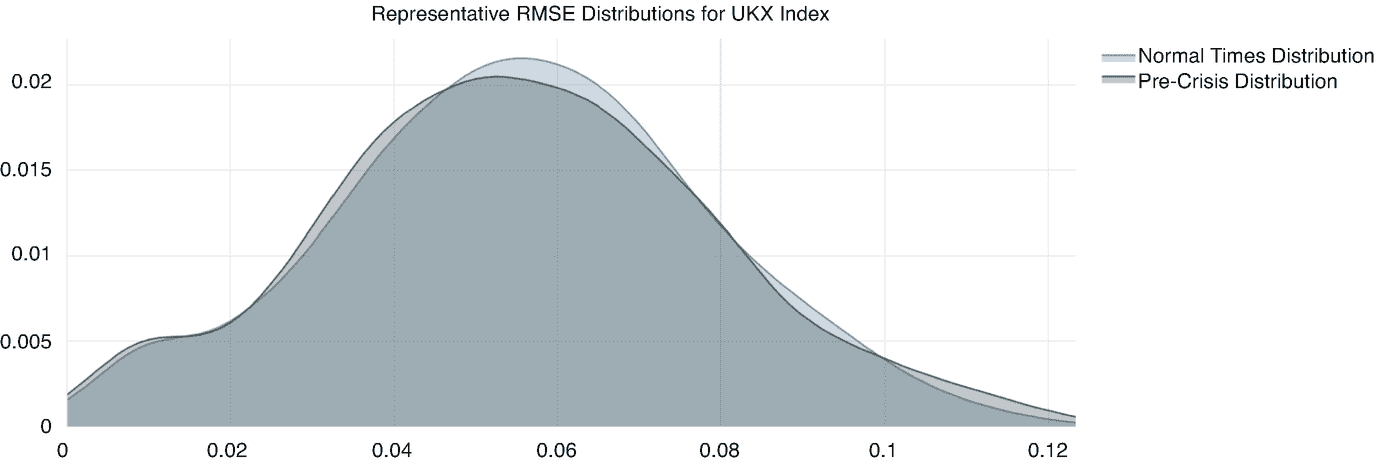 Representative RMSE Distributions for UKX Index
Normal Times Distribution
Pre-Crisis Distribution
0.02
0.015
0.01
0.005
0
0 0.02 0.04 0.06 0.08 0.1 0.12